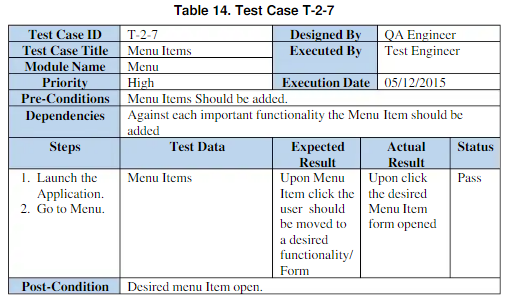 Table 14. Test Case T-2-7
Test Case ID T-2-7 Designed By QA Engineer
Test Case Title Menu Items Executed By Test Engineer
Module Name Menu
Priority High Execution Date 05/12/2015
Pre-Conditions Menu Items Should be added.
Dependencies Against each important functionality the Menu Item should be
added
Steps Test Data Expected Actual Status
Result Result
1. Launch the Menu Items Upon Menu Upon click Pass
Application. Item click the the desired
2. Go to Menu. user should Menu Item
be moved to form opened
a desired
functionality/
Form
Post-Condition Desired menu Item open.